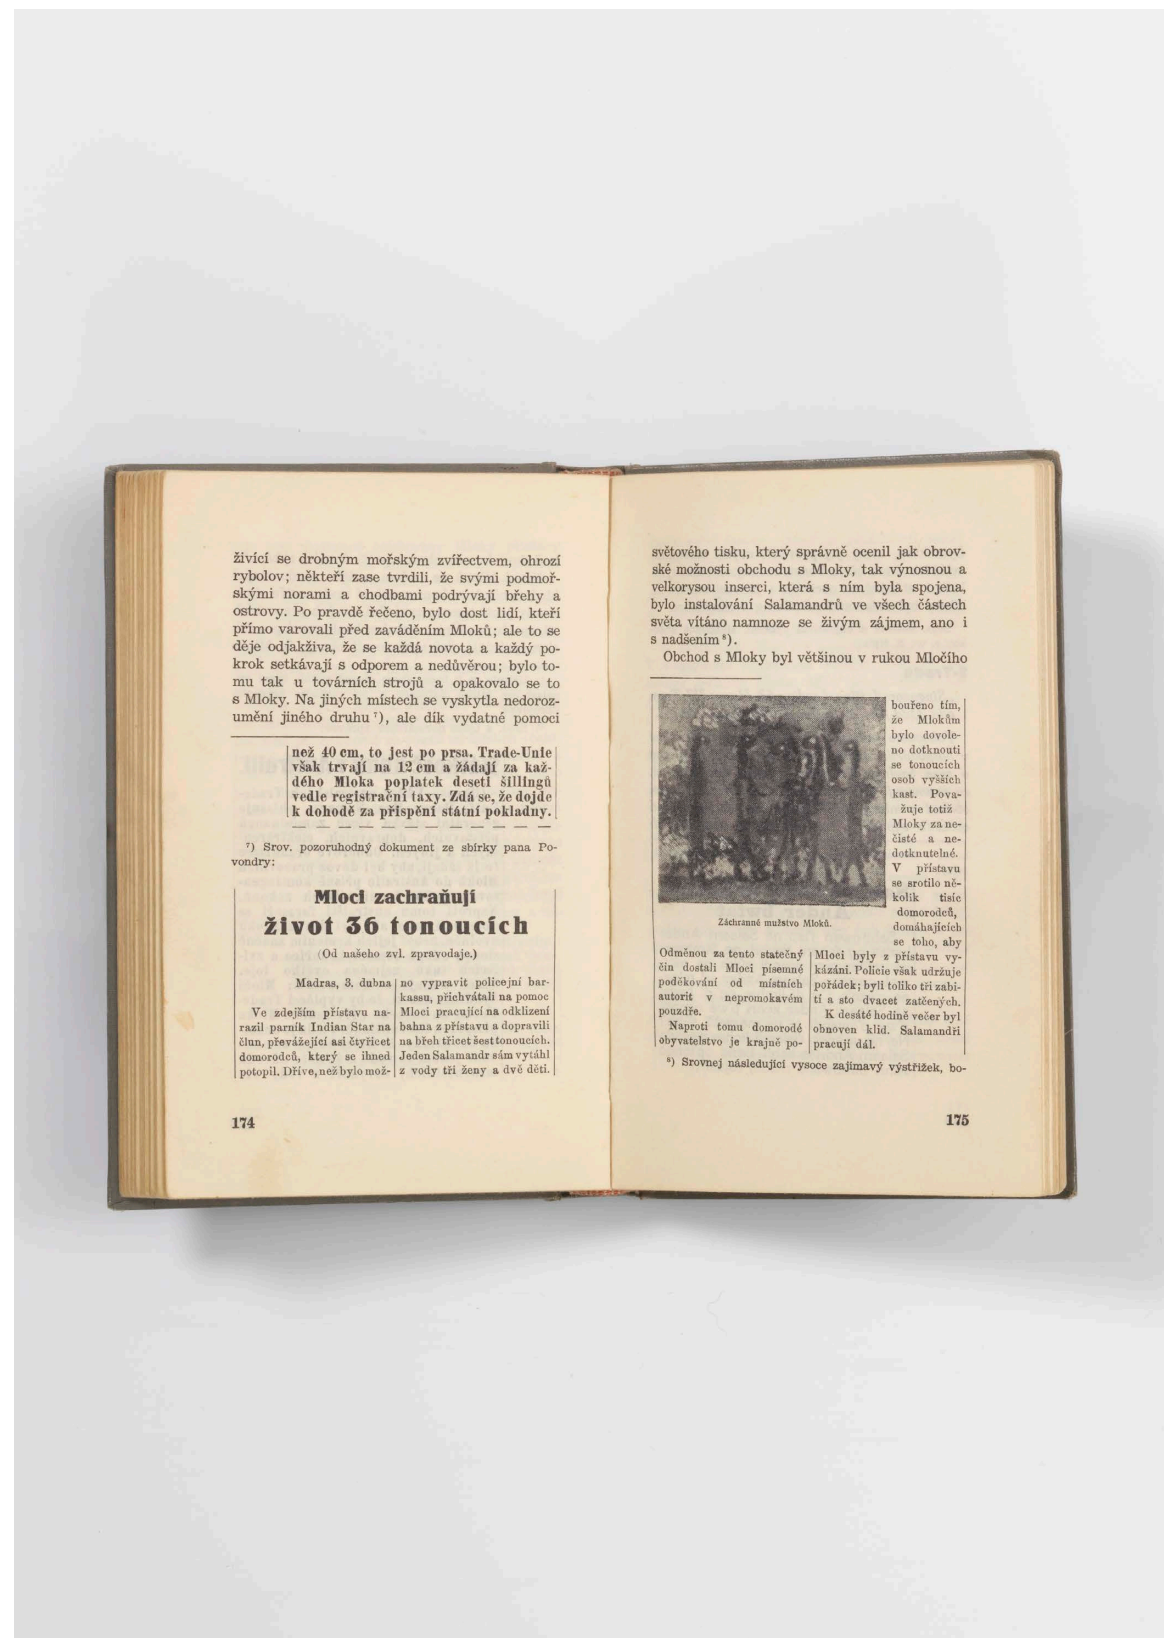 živící se drobným mořským zvířectvem, ohrozí
rybolov; někteří zase tvrdili, že svými podmoř-
skými norami a chodbami podrývají břehy a
ostrovy. Po pravdě řečeno, bylo dost lidí, kteří
přímo varovali před zaváděním Mloků; ale to se
děje odjakživa, že se každá novota a každý po-
krok setkávají s odporem a nedůvěrou; bylo to-
mu tak u továrních strojů a opakovalo se to
s Mloky. Na jiných místech se vyskytla nedoroz-
umění jiného druhu ⁷), ale dík vydatné pomoci
než 40 cm, to jest po prsa. Trade-Unie
však trvají na 12 cm a žádají za kaž-
dého Mloka poplatek deseti šillingů
vedle registrační taxy. Zdá se, že dojde
k dohodě za přispění státní pokladny.
⁷) Srov. pozoruhodný dokument ze sbírky pana Po-
vondry:
Mloci zachraňují
život 36 tonoucích
(Od našeho zvl. zpravodaje.)
Madras, 3. dubna
Ve zdejším přístavu na-
razil parník Indian Star na
člun, převážející asi čtyřicet
domorodců, který se ihned
potopil. Dříve, než bylo mož-
no vypravit policejní bar-
kassu, přichvátali na pomoc
Mloci pracující na odklizení
bahna z přístavu a dopravili
na břeh třicet šest tonoucích.
Jeden Salamandr sám vytáhl
z vody tři ženy a dvě děti.
174
světového tisku, který správně ocenil jak obrov-
ské možnosti obchodu s Mloky, tak výnosnou a
velkorysou inserci, která s ním byla spojena,
bylo instalování Salamandrů ve všech částech
světa vítáno namnoze se živým zájmem, ano i
s nadšením ⁸).
Obchod s Mloky byl většinou v rukou Mločího
Záchranné mužstvo Mloků.
Odměnou za tento statečný
čin dostali Mloci písemné
poděkování od místních
autorit v nepromokavém
pouzdře.
Naproti tomu domorodé
obyvatelstvo je krajně po-
bouřeno tím,
že Mlokům
bylo dovole-
no dotknouti
se tonoucích
osob vyšších
kast. Pova-
žuje totiž
Mloky za ne-
čisté a ne-
dotknutelné.
V přístavu
se srotilo ně-
kolik tisíc
domorodců,
domáhajících
se toho, aby
Mloci byly z přístavu vy-
kázáni. Policie však udržuje
pořádek; byli toliko tři zabi-
tí a sto dvacet zatčených.
K desáté hodině večer byl
obnoven klid. Salamandři
pracují dál.
⁸) Srovnej následující vysoce zajímavý výstřižek, bo-
175